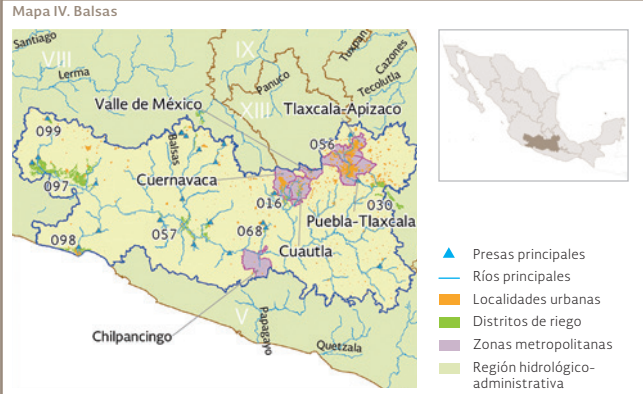 Mapa IV. Balsas
Santiago
VIII
Lerma
IX
Panuco
Tuxpan
Cazones
Tecolutla
Valle de México
XIII
Tlaxcala-Apizaco
099
Balsas
056
Cuernavaca
097
016
030
Puebla-Tlaxcala
098
057
068
Cuautla
Chilpancingo
V
Papagayo
Quetzala
Presas principales
Ríos principales
Localidades urbanas
Distritos de riego
Zonas metropolitanas
Región hidrológico-
administrativa